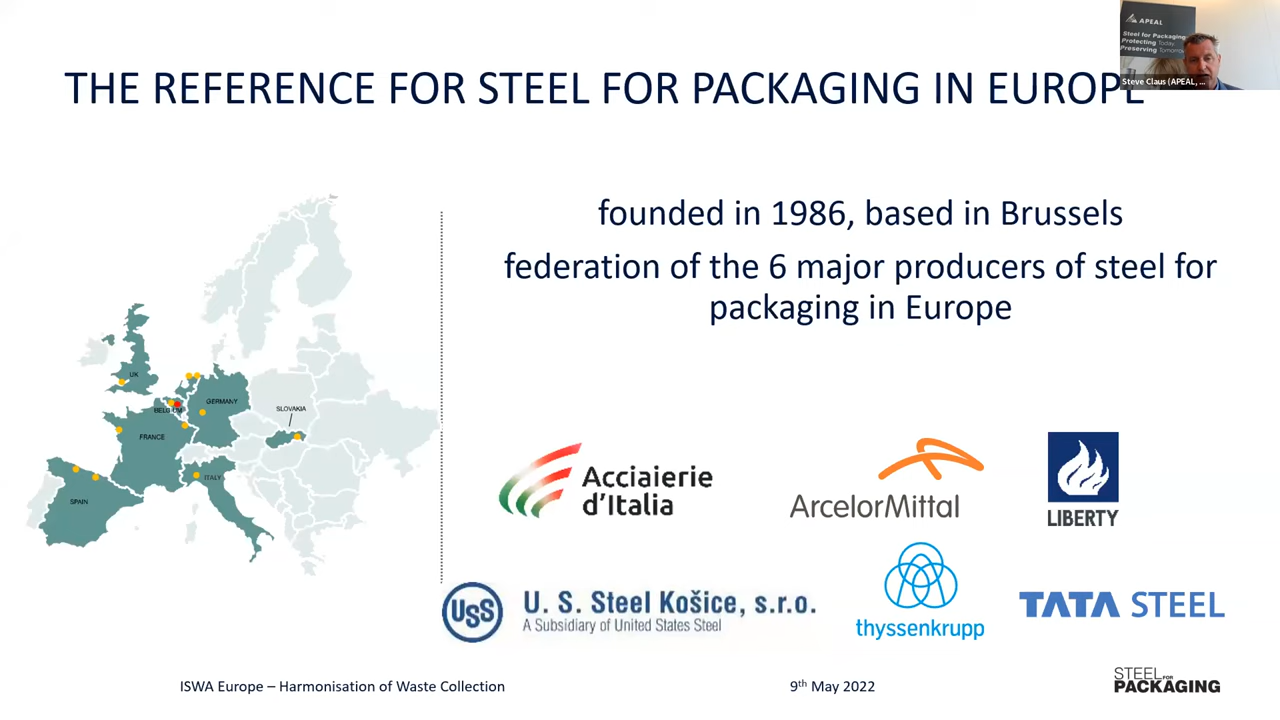 APEAL
Steel for Packaging
Protecting Today,
Preserving Tomorrow
Steve Claus (APEAL, ...
THE REFERENCE FOR STEEL FOR PACKAGING IN EUROPE
founded in 1986, based in Brussels
federation of the 6 major producers of steel for
packaging in Europe
UK
BELGIUM
GERMANY
SLOVAKIA
FRANCE
ITALY
SPAIN
Acciaierie
d'Italia
ArcelorMittal
LIBERTY
USS
U. S. Steel Košice, s.r.o.
A Subsidiary of United States Steel
thyssenkrupp
TATA STEEL
ISWA Europe – Harmonisation of Waste Collection
9th May 2022
STEEL FOR
PACKAGING